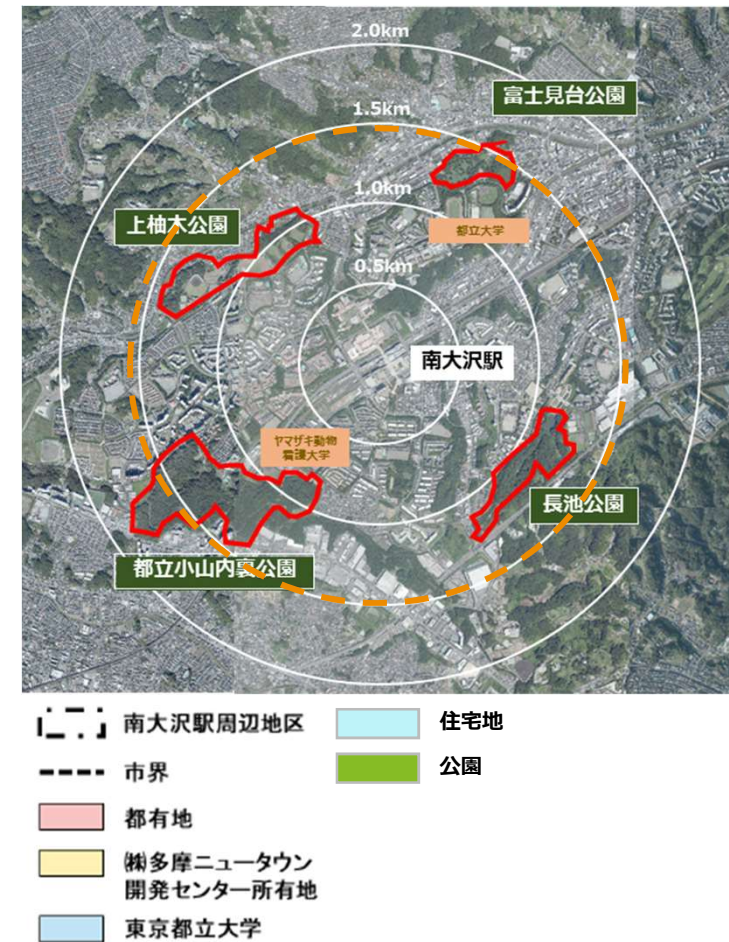 2.0km
富士見台公園
1.5km
1.0km
上柚木公園
都立大学
0.5km
南大沢駅
ヤマザキ動物
看護大学
長池公園
都立小山内裏公園
南大沢駅周辺地区
住宅地
市界
公園
都有地
㈱多摩ニュータウン
開発センター所有地
東京都立大学